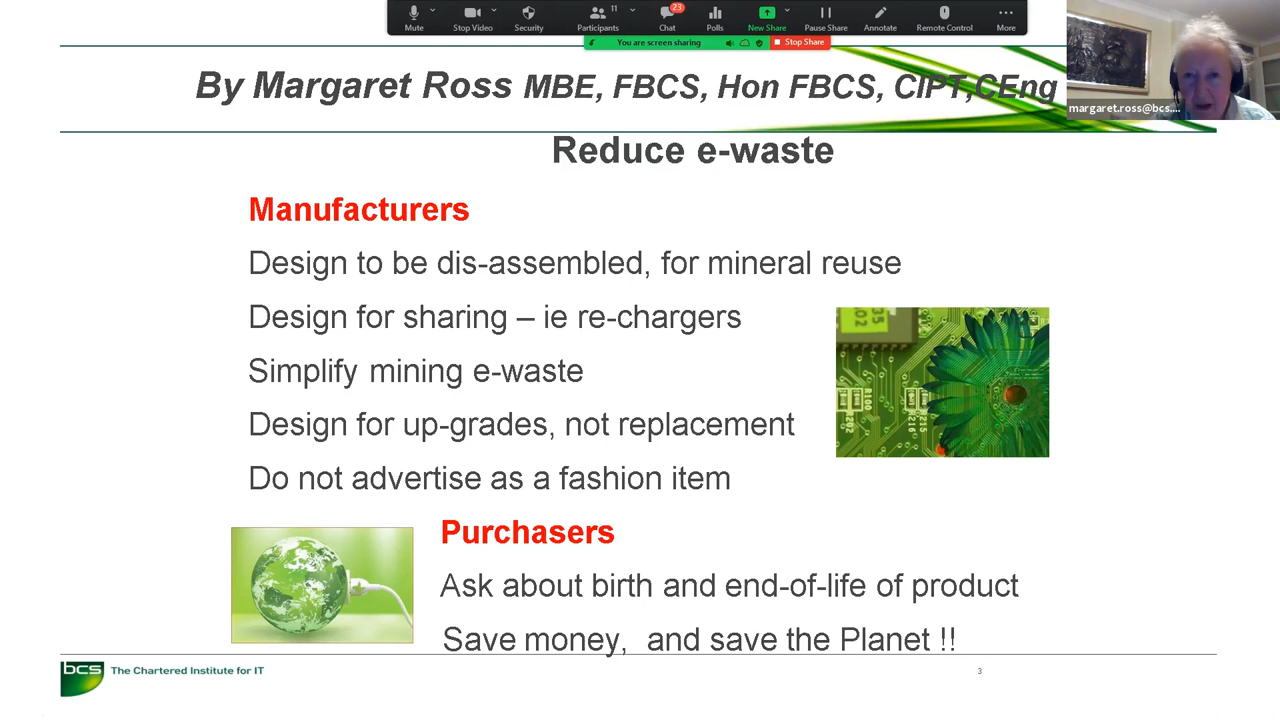 Mute
Stop Video
Security
Participants
11
Chat
23
Polls
New Share
Pause Share
Annotate
Remote Control
More
You are screen sharing
Stop Share
margaret.ross@bcs....
By Margaret Ross MBE, FBCS, Hon FBCS, CIPT,CEng
Reduce e-waste
Manufacturers
Design to be dis-assembled, for mineral reuse
Design for sharing – ie re-chargers
Simplify mining e-waste
Design for up-grades, not replacement
Do not advertise as a fashion item
R100
Purchasers
Ask about birth and end-of-life of product
Save money, and save the Planet !!
bcs The Chartered Institute for IT
3